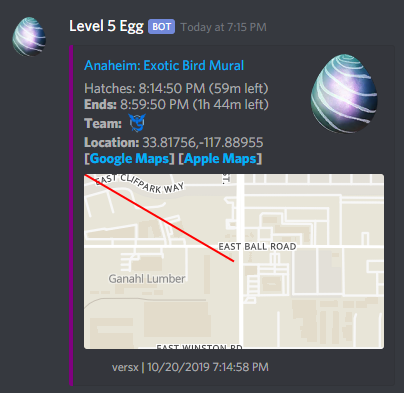 Level 5 Egg BOT Today at 7:15 PM
Anaheim: Exotic Bird Mural
Hatches: 8:14:50 PM (59m left)
Ends: 8:59:50 PM (1h 44m left)
Team:
Location: 33.81756,-117.88955
[Google Maps] [Apple Maps]
EAST CLIFPARK WAY
ST.
EAST BALL ROAD
Ganahl Lumber
EAST WINSTON RD
versx | 10/20/2019 7:14:58 PM